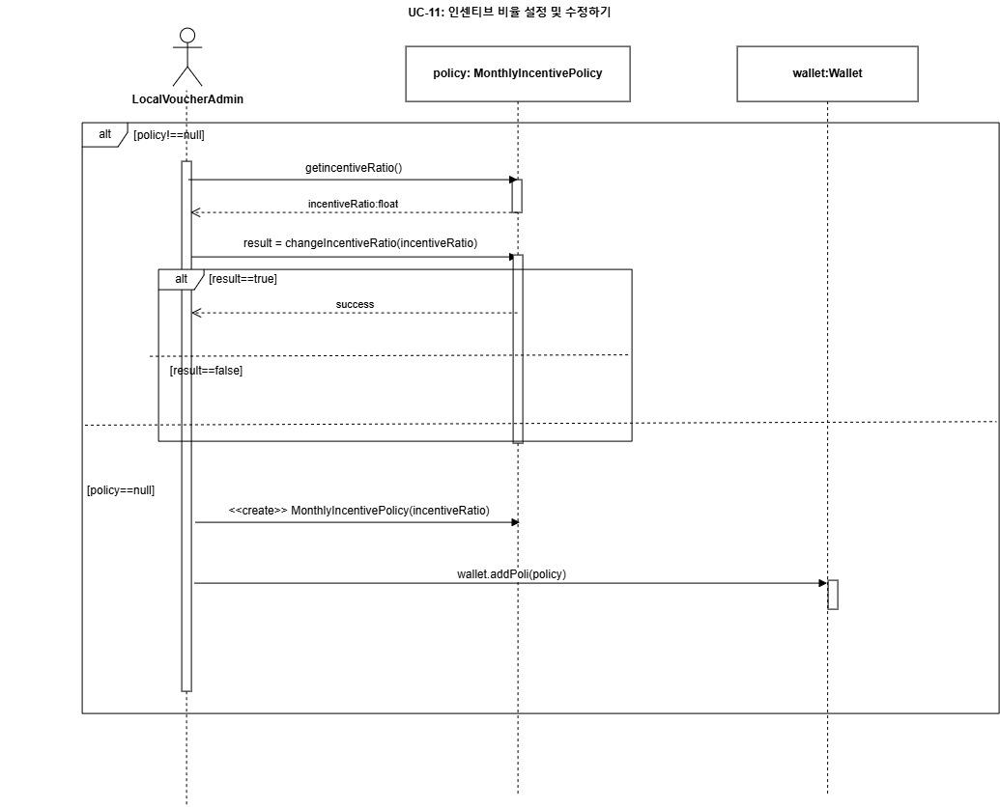 UC-11: 인센티브 비율 설정 및 수정하기
LocalVoucherAdmin
policy: MonthlyIncentivePolicy
wallet:Wallet
alt
[policy!==null]
getincentiveRatio()
incentiveRatio:float
result = changeIncentiveRatio(incentiveRatio)
alt
[result==true]
success
[result==false]
[policy==null]
<<create>> MonthlyIncentivePolicy(incentiveRatio)
wallet.addPoli(policy)